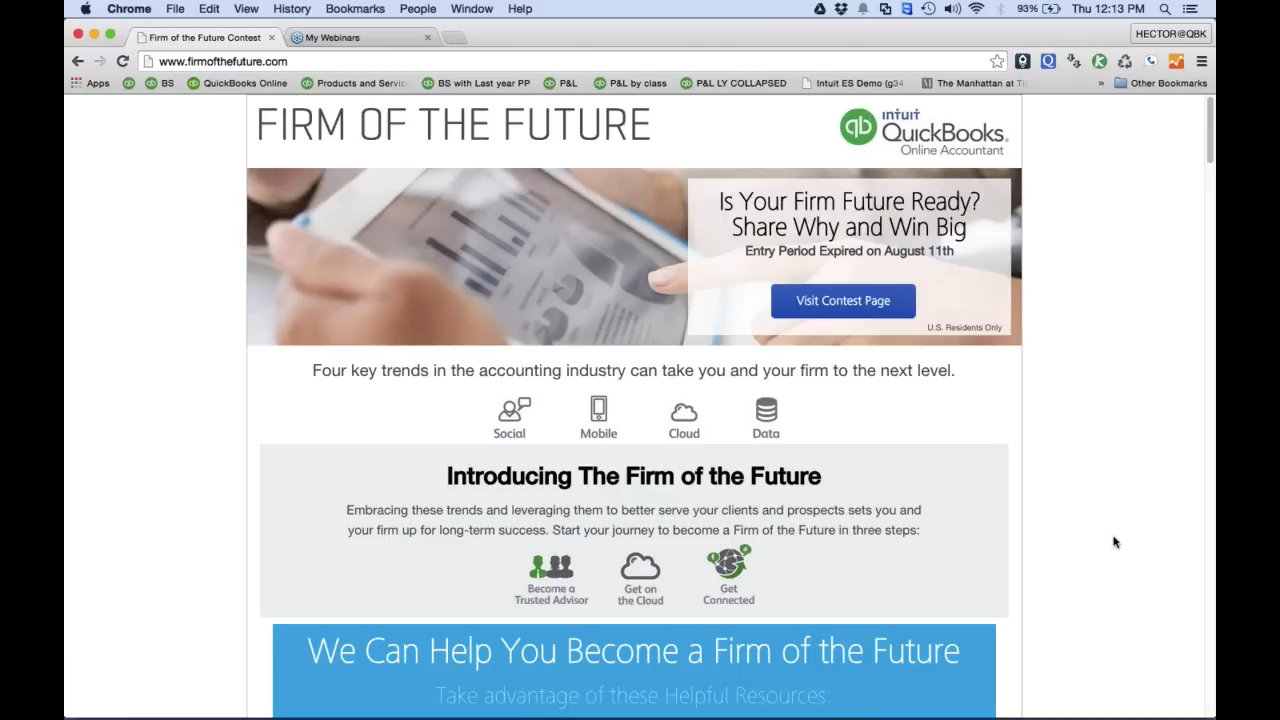 Chrome File Edit View History Bookmarks People Window Help 93% Thu 12:13 PM
Firm of the Future Contest My Webinars HECTOR@QBK
www.firmofthefuture.com
Apps BS QuickBooks Online Products and Servic BS with Last year PP P&L P&L by class P&L LY COLLAPSED Intuit ES Demo (g34 The Manhattan at Ti » Other Bookmarks
FIRM OF THE FUTURE
qb intuit
QuickBooks.
Online Accountant
Is Your Firm Future Ready?
Share Why and Win Big
Entry Period Expired on August 11th
Visit Contest Page
U.S. Residents Only
Four key trends in the accounting industry can take you and your firm to the next level.
Social Mobile Cloud Data
Introducing The Firm of the Future
Embracing these trends and leveraging them to better serve your clients and prospects sets you and
your firm up for long-term success. Start your journey to become a Firm of the Future in three steps:
Become a Trusted Advisor
Get on the Cloud
Get Connected
We Can Help You Become a Firm of the Future
Take advantage of these Helpful Resources: